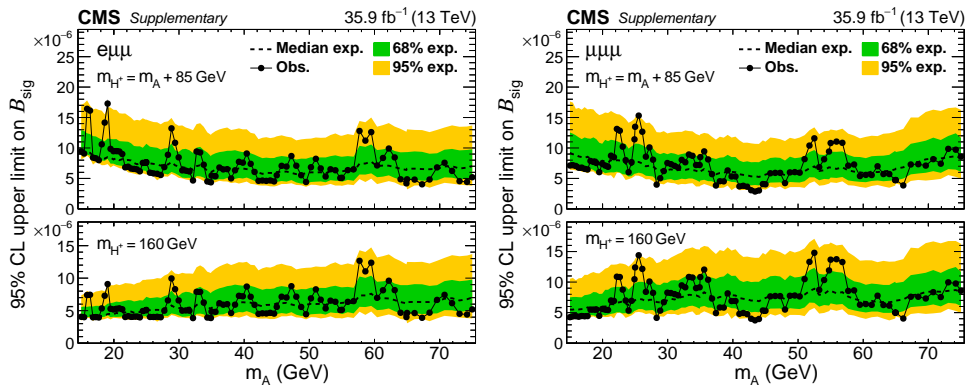 CMS Supplementary 35.9 fb⁻¹ (13 TeV)
×10⁻⁶
eμμ
Median exp.
68% exp.
m_H⁺ = m_A + 85 GeV
Obs.
95% exp.
25
20
15
10
5
0
×10⁻⁶
m_H⁺ = 160 GeV
15
10
5
0
20 30 40 50 60 70
m_A (GeV)
95% CL upper limit on B_sig
CMS Supplementary 35.9 fb⁻¹ (13 TeV)
×10⁻⁶
μμμ
Median exp.
68% exp.
m_H⁺ = m_A + 85 GeV
Obs.
95% exp.
25
20
15
10
5
0
×10⁻⁶
m_H⁺ = 160 GeV
15
10
5
0
20 30 40 50 60 70
m_A (GeV)
95% CL upper limit on B_sig